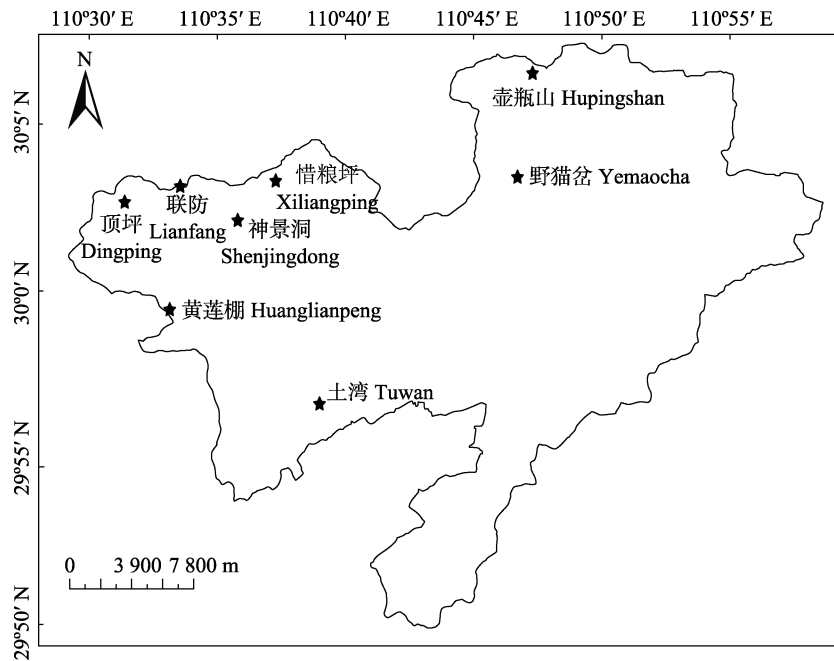 110°30′ E 110°35′ E 110°40′ E 110°45′ E 110°50′ E 110°55′ E
N
壶瓶山 Hupingshan
30°5′ N
惜粮坪
Xiliangping
野猫岔 Yemaocha
联防
Lianfang
顶坪
Dingping
神景洞
Shenjingdong
30°0′ N
黄莲棚 Huanglianpeng
土湾 Tuwan
29°55′ N
0 3 900 7 800 m
29°50′ N